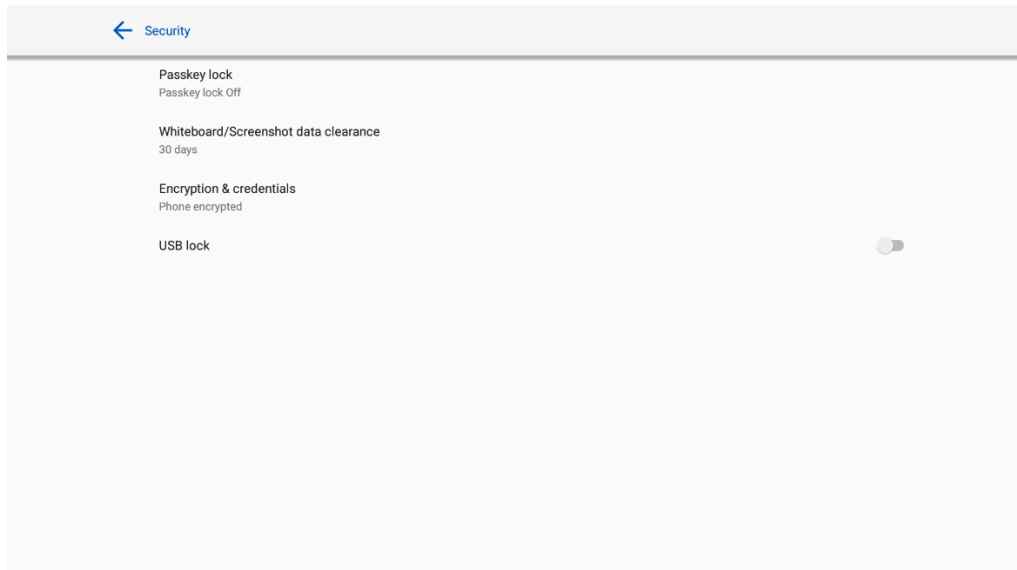 Security
Passkey lock
Passkey lock Off
Whiteboard/Screenshot data clearance
30 days
Encryption & credentials
Phone encrypted
USB lock